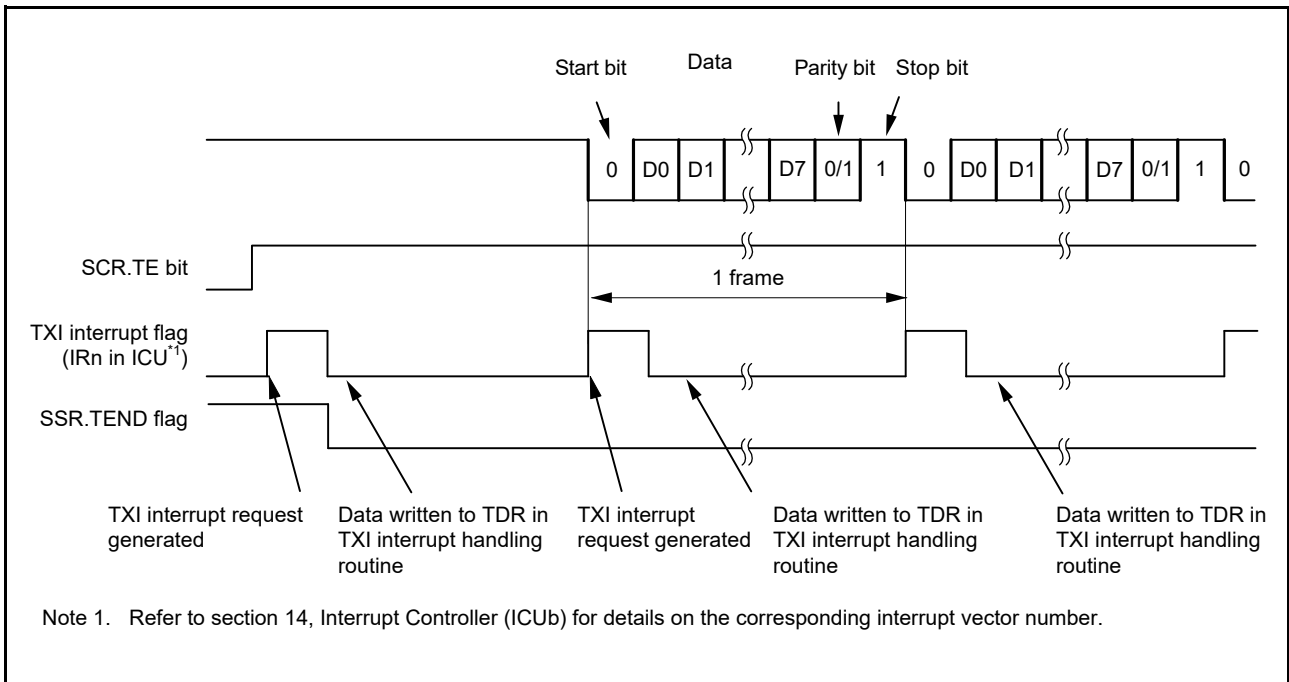 Start bit Data Parity bit Stop bit
0 D0 D1 D7 0/1 1 0 D0 D1 D7 0/1 1 0
SCR.TE bit
1 frame
TXI interrupt flag
(IRn in ICU*1)
SSR.TEND flag
TXI interrupt request
generated
Data written to TDR in
TXI interrupt handling
routine
TXI interrupt
request generated
Data written to TDR in
TXI interrupt handling
routine
Data written to TDR in
TXI interrupt handling
routine
Note 1. Refer to section 14, Interrupt Controller (ICUb) for details on the corresponding interrupt vector number.